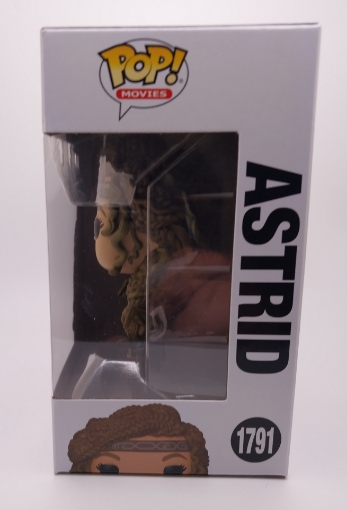 POP!
MOVIES
ASTRID
1791